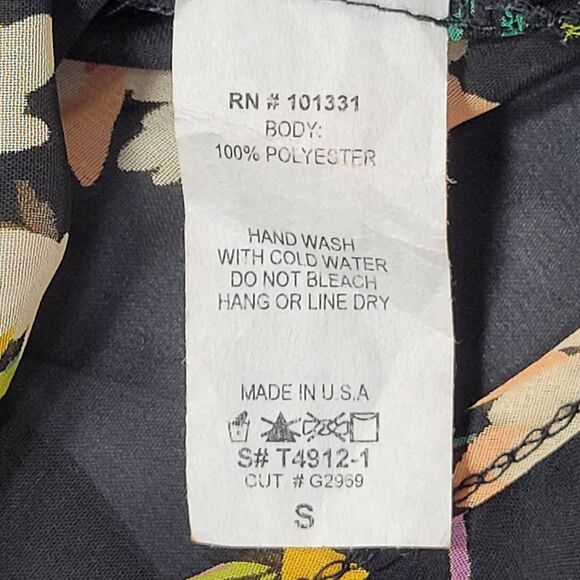 RN # 101331
BODY:
100% POLYESTER
HAND WASH
WITH COLD WATER
DO NOT BLEACH
HANG OR LINE DRY
MADE IN U.S.A
S# T4912-1
CUT # G2969
S